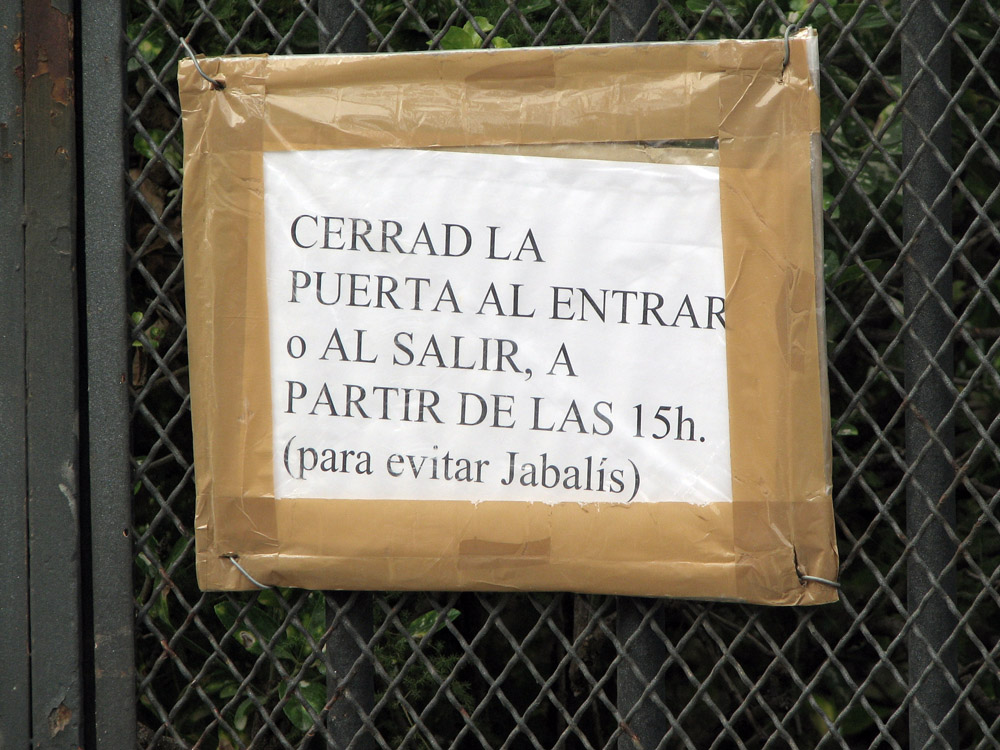 CERRAD LA
PUERTA AL ENTRAR
o AL SALIR, A
PARTIR DE LAS 15h.
(para evitar Jabalís)